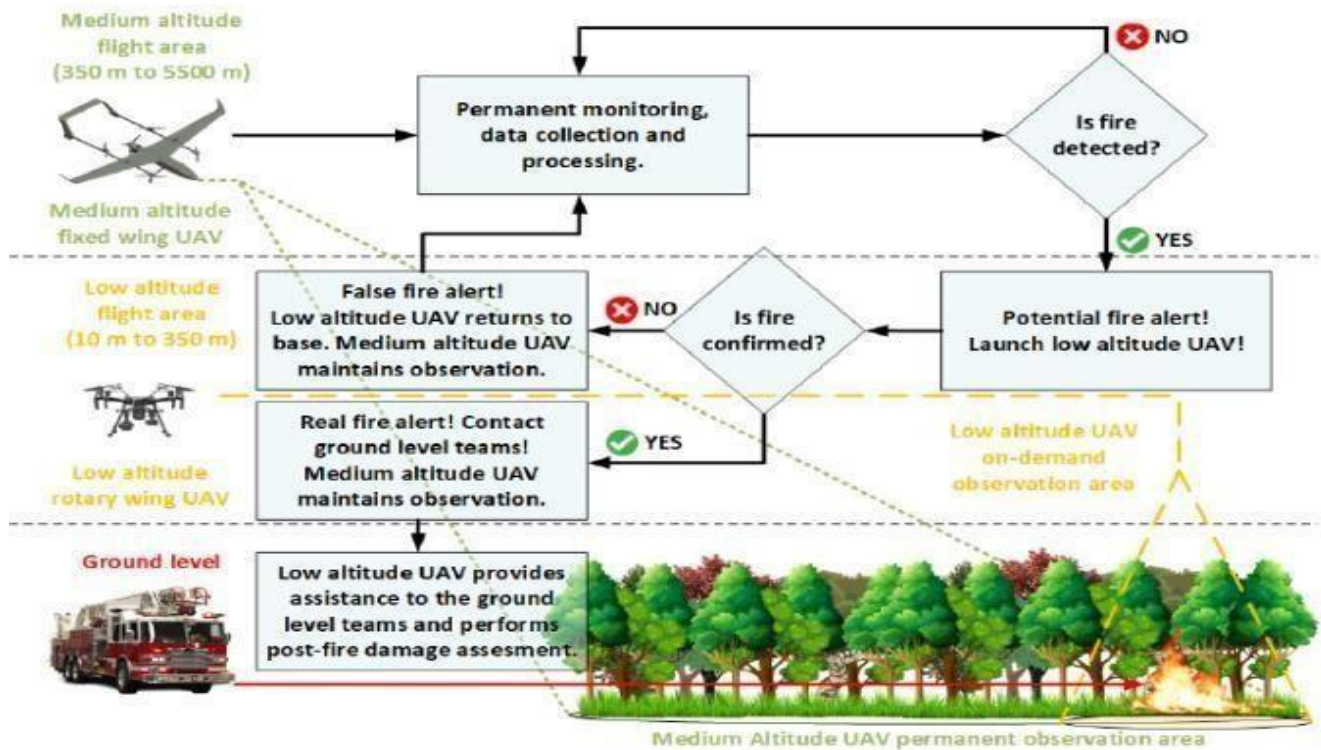 Medium altitude
flight area
(350 m to 5500 m)
Medium altitude
fixed wing UAV
Permanent monitoring,
data collection and
processing.
NO
Is fire
detected?
YES
Low altitude
flight area
(10 m to 350 m)
Low altitude
rotary wing UAV
False fire alert!
Low altitude UAV returns to
base. Medium altitude UAV
maintains observation.
NO
Is fire
confirmed?
Potential fire alert!
Launch low altitude UAV!
Real fire alert! Contact
ground level teams!
Medium altitude UAV
maintains observation.
YES
Low altitude UAV
on-demand
observation area
Ground level
Low altitude UAV provides
assistance to the ground
level teams and performs
post-fire damage assesment.
Medium Altitude UAV permanent observation area